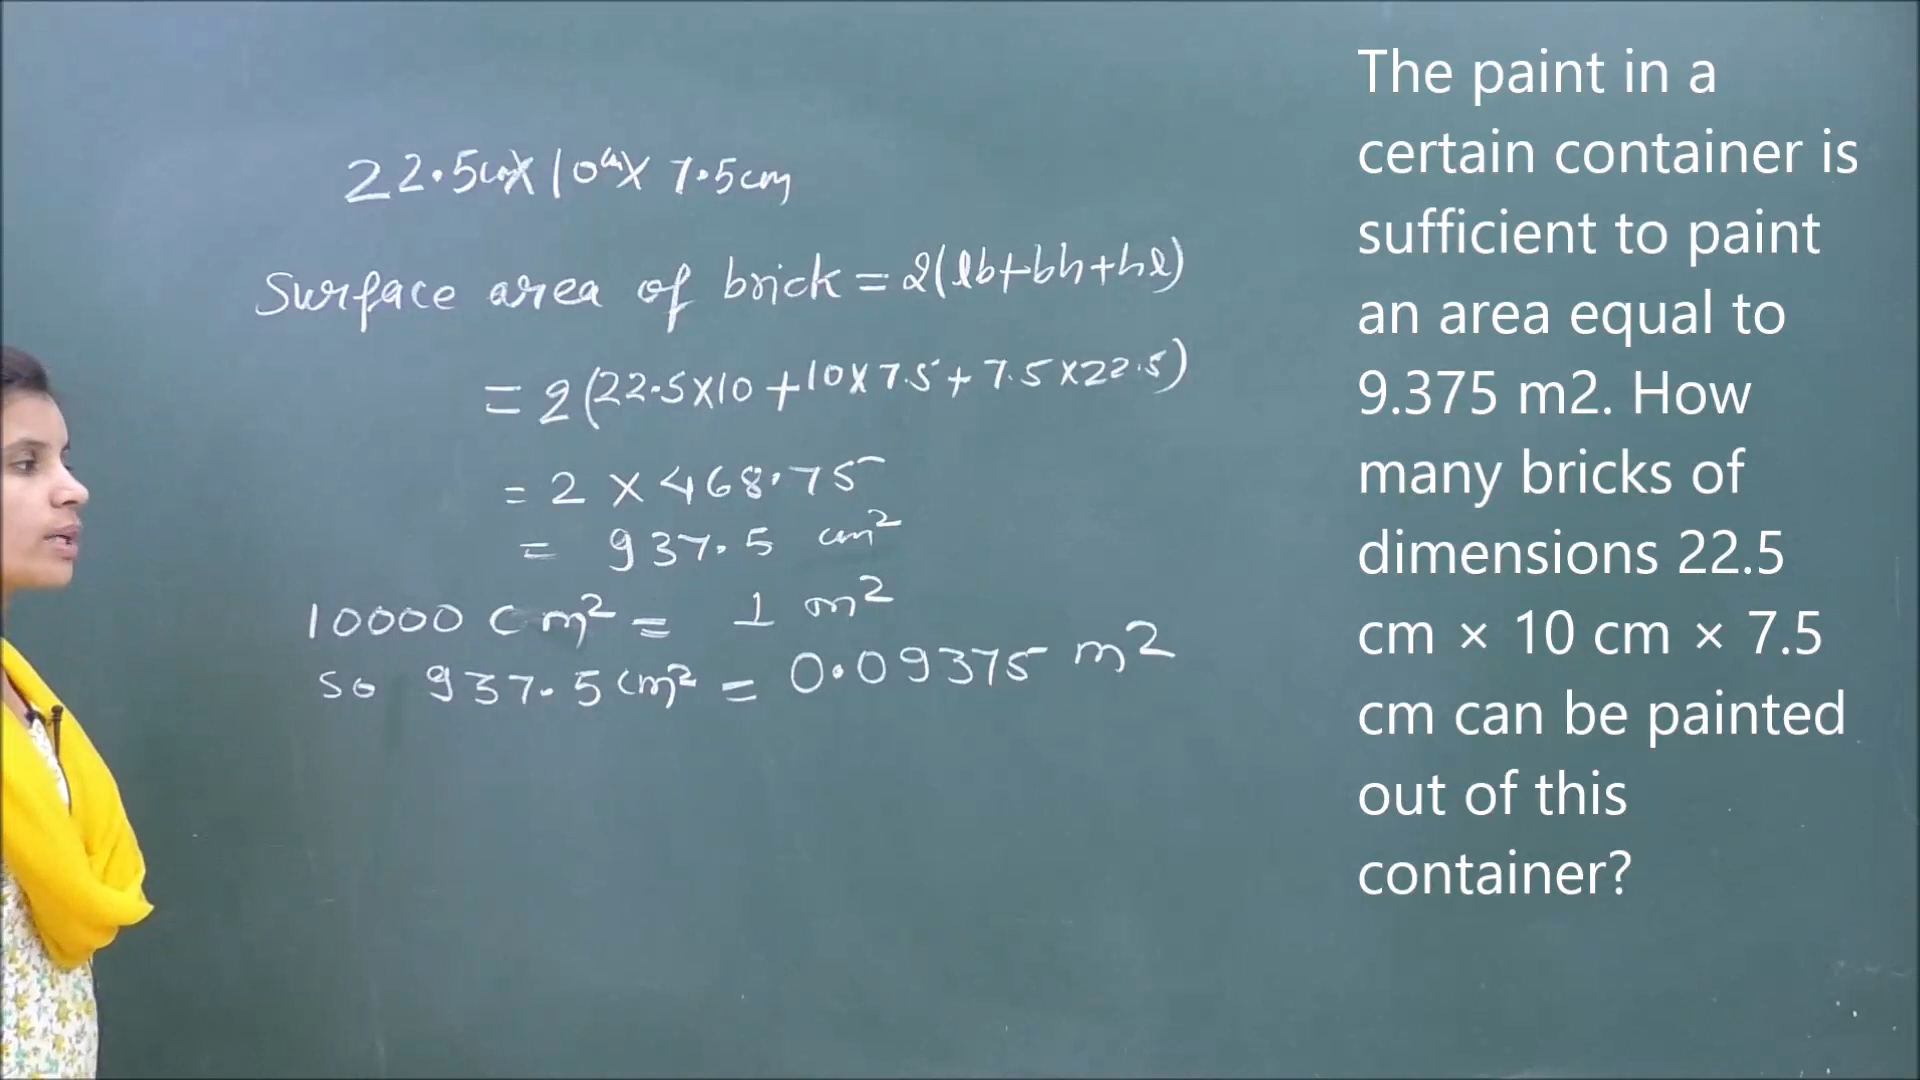 22.5cm× 10cm× 7.5cm
Surface area of brick = 2(lb+bh+hl)
= 2(22.5×10 + 10×7.5 + 7.5×22.5)
= 2 × 468.75
= 937.5 cm²
10000 cm² = 1 m²
so 937.5 cm² = 0.09375 m²
The paint in a
certain container is
sufficient to paint
an area equal to
9.375 m2. How
many bricks of
dimensions 22.5
cm × 10 cm × 7.5
cm can be painted
out of this
container?